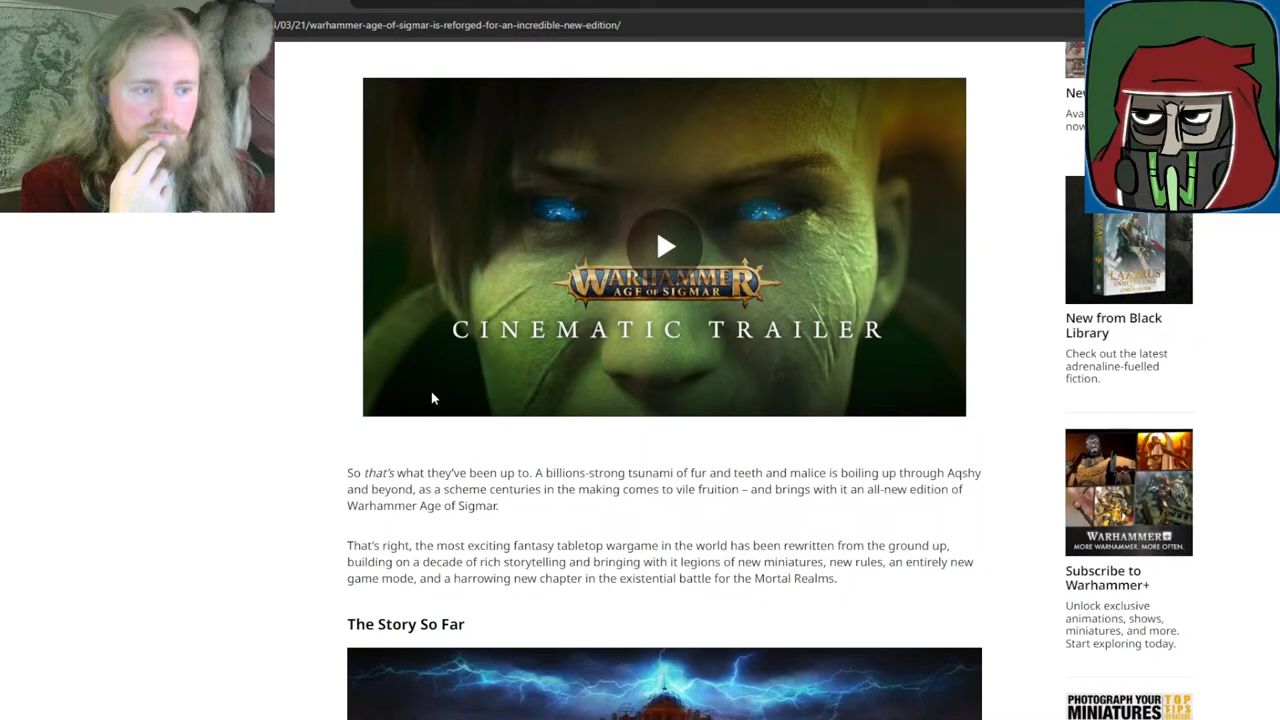 4/03/21/warhammer-age-of-sigmar-is-reforged-for-an-incredible-new-edition/
WARHAMMER
AGE OF SIGMAR
CINEMATIC TRAILER
So that's what they've been up to. A billions-strong tsunami of fur and teeth and malice is boiling up through Aqshy
and beyond, as a scheme centuries in the making comes to vile fruition – and brings with it an all-new edition of
Warhammer Age of Sigmar.
That's right, the most exciting fantasy tabletop wargame in the world has been rewritten from the ground up,
building on a decade of rich storytelling and bringing with it legions of new miniatures, new rules, an entirely new
game mode, and a harrowing new chapter in the existential battle for the Mortal Realms.
The Story So Far
New from Black
Library
Check out the latest
adrenaline-fuelled
fiction.
WARHAMMER+
MORE WARHAMMER. MORE OFTEN.
Subscribe to
Warhammer+
Unlock exclusive
animations, shows,
miniatures, and more.
Start exploring today.
PHOTOGRAPH YOUR
MINIATURES
TOP
TIPS